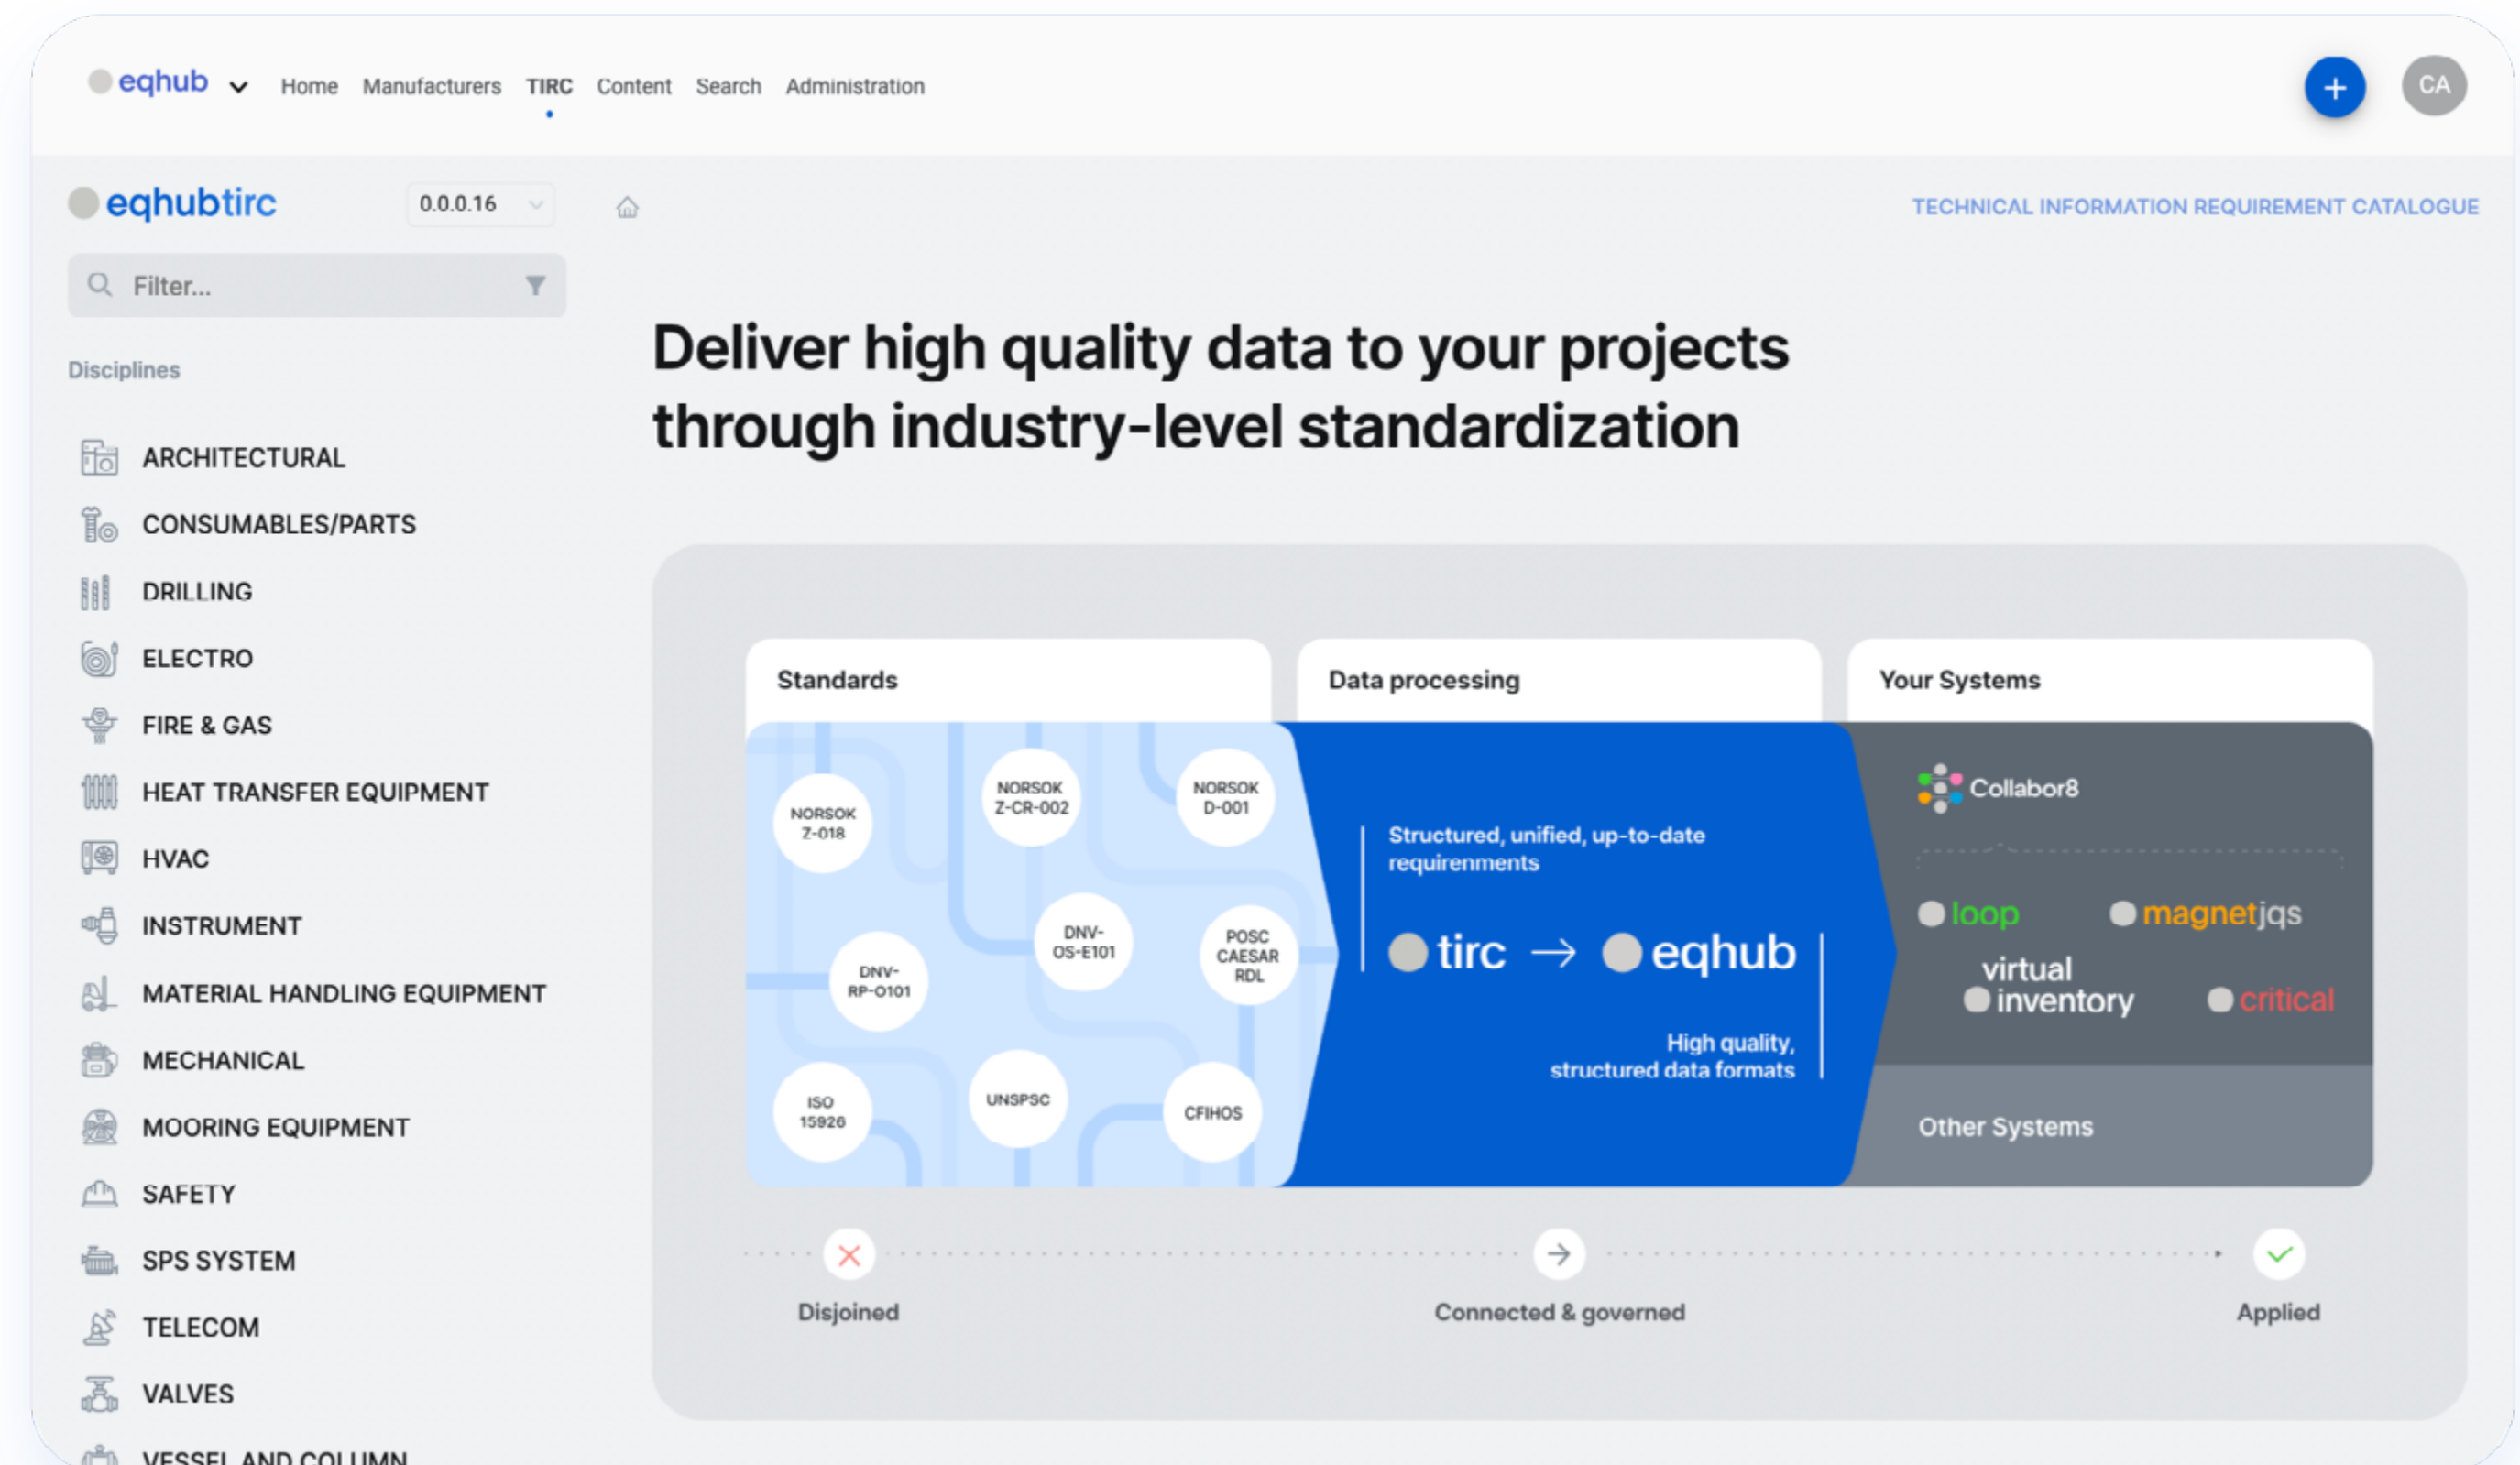 eqhub
Home Manufacturers TIRC Content Search Administration
+
CA
eqhubtirc
0.0.0.16
TECHNICAL INFORMATION REQUIREMENT CATALOGUE
Filter...
Disciplines
ARCHITECTURAL
CONSUMABLES/PARTS
DRILLING
ELECTRO
FIRE & GAS
HEAT TRANSFER EQUIPMENT
HVAC
INSTRUMENT
MATERIAL HANDLING EQUIPMENT
MECHANICAL
MOORING EQUIPMENT
SAFETY
SPS SYSTEM
TELECOM
VALVES
VESSEL AND COLUMN
Deliver high quality data to your projects
through industry-level standardization
Standards
NORSOK
Z-018
NORSOK
Z-CR-002
NORSOK
D-001
DNV-
RP-O101
DNV-
OS-E101
POSC
CAESAR
RDL
ISO
15926
UNSPSC
CFIHOS
Data processing
Structured, unified, up-to-date
requirenments
tirc → eqhub
High quality,
structured data formats
Your Systems
Collabor8
loop
magnetjqs
virtual
inventory
critical
Other Systems
Disjoined
Connected & governed
Applied